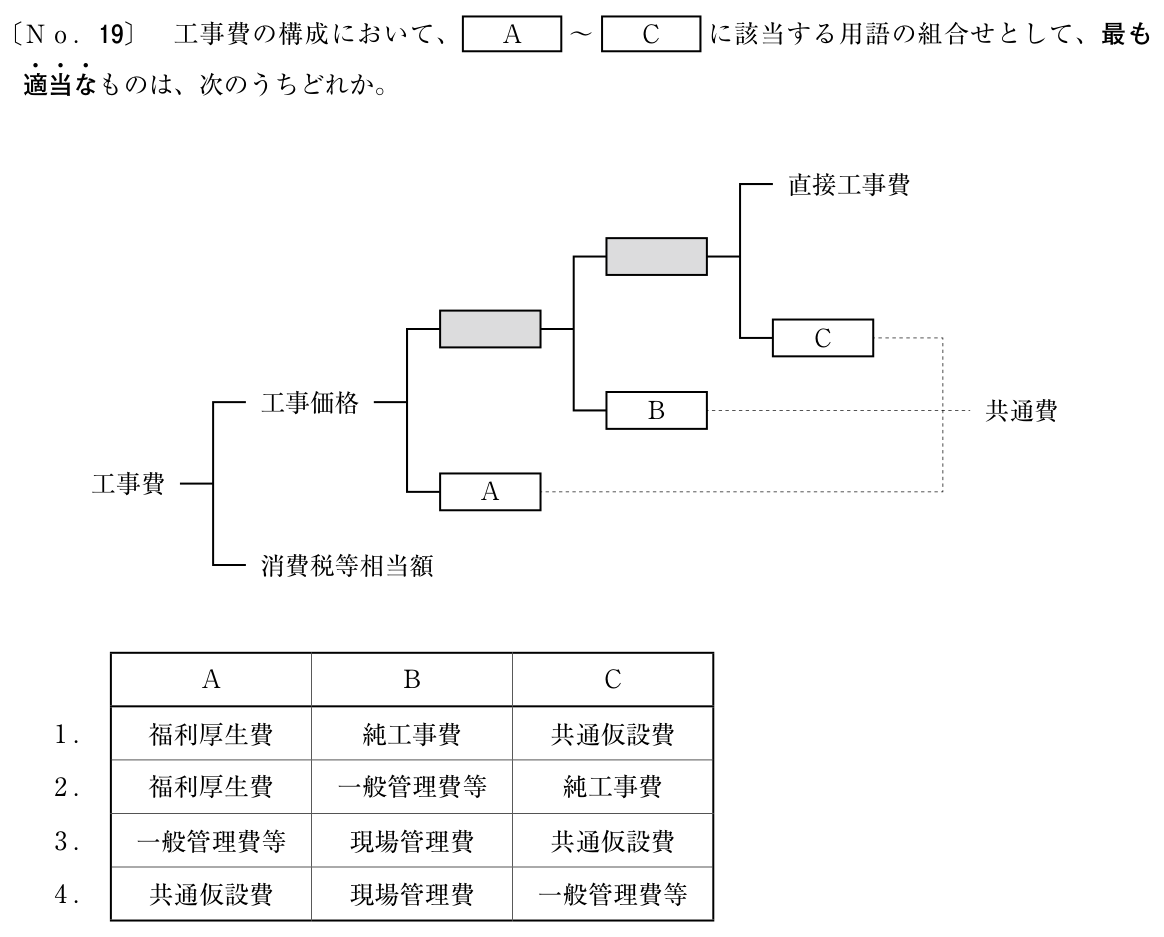 〔No. 19〕 工事費の構成において、 A ～ C に該当する用語の組合せとして、最も
適当なものは、次のうちどれか。
直接工事費
C
工事価格
B
共通費
工事費
A
消費税等相当額
A B C
1. 福利厚生費 純工事費 共通仮設費
2. 福利厚生費 一般管理費等 純工事費
3. 一般管理費等 現場管理費 共通仮設費
4. 共通仮設費 現場管理費 一般管理費等